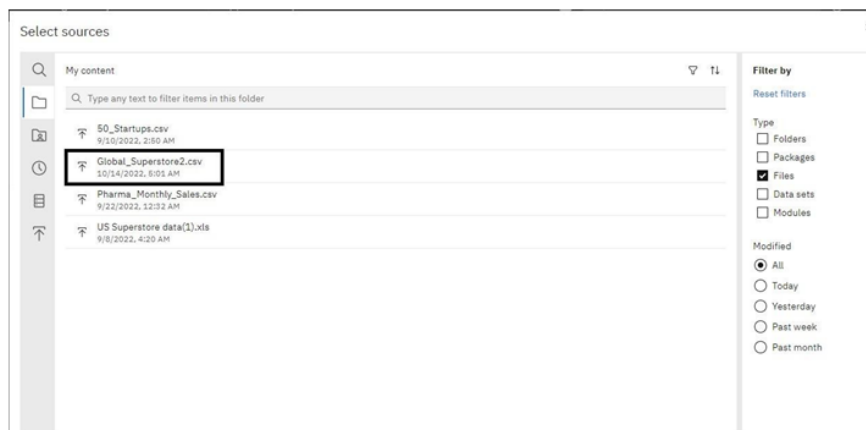 Select sources
My content
Type any text to filter items in this folder
50_Startups.csv
9/10/2022, 2:50 AM
Global_Superstore2.csv
10/14/2022, 5:01 AM
Pharma_Monthly_Sales.csv
9/22/2022, 12:32 AM
US Superstore data(1).xls
9/8/2022, 4:20 AM
Filter by
Reset filters
Type
Folders
Packages
Files
Data sets
Modules
Modified
All
Today
Yesterday
Past week
Past month